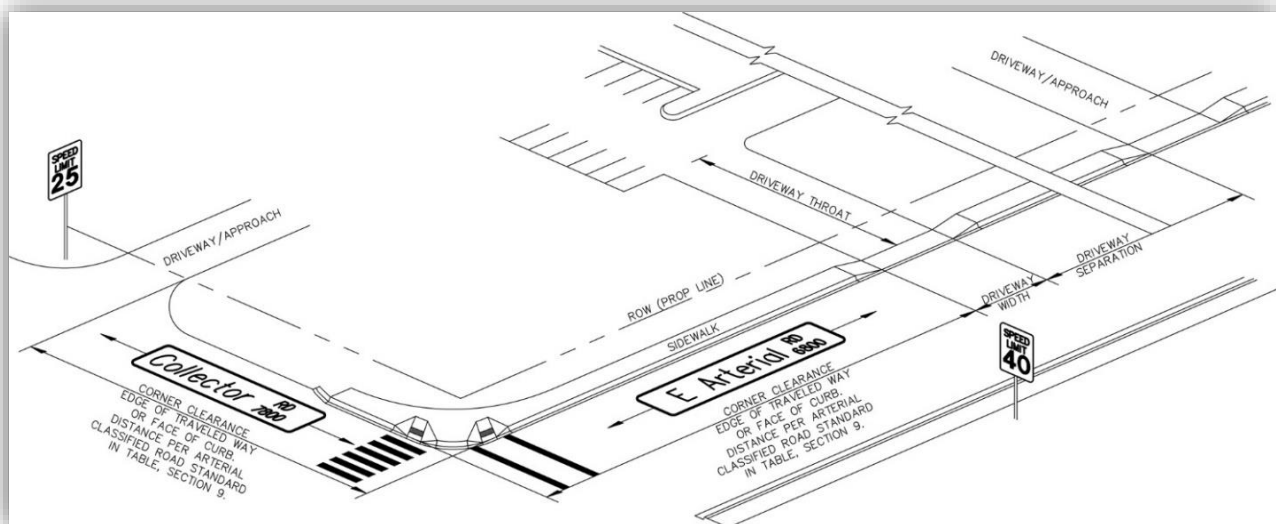 SPEED
LIMIT
25
DRIVEWAY/APPROACH
DRIVEWAY/APPROACH
DRIVEWAY THROAT
ROW (PROP LINE)
SIDEWALK
DRIVEWAY
SEPARATION
DRIVEWAY
WIDTH
SPEED
LIMIT
40
Collector RD
7800
CORNER CLEARANCE
EDGE OF TRAVELED WAY
OR FACE OF CURB.
DISTANCE PER ARTERIAL
CLASSIFIED ROAD STANDARD
IN TABLE, SECTION 9.
E Arterial RD
6800
CORNER CLEARANCE
EDGE OF TRAVELED WAY
OR FACE OF CURB.
DISTANCE PER ARTERIAL
CLASSIFIED ROAD STANDARD
IN TABLE, SECTION 9.